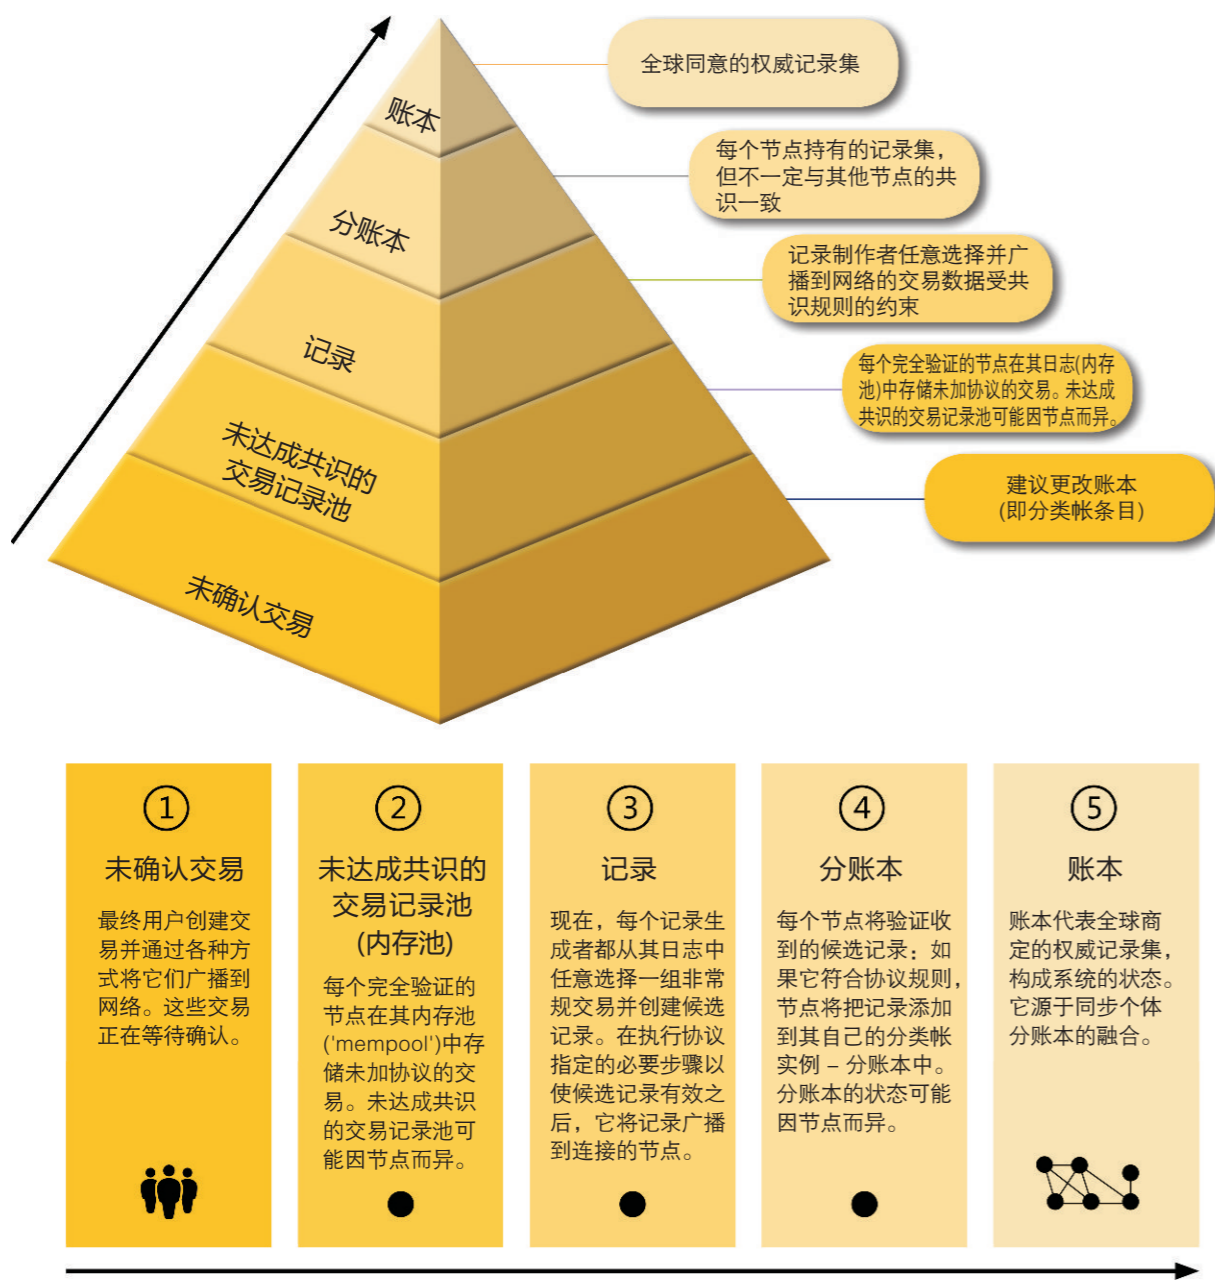 账本
全球同意的权威记录集
分账本
每个节点持有的记录集，
但不一定与其他节点的共
识一致
记录
记录制作者任意选择并广
播到网络的交易数据受共
识规则的约束
未达成共识的
交易记录池
每个完全验证的节点在其日志(内存
池)中存储未加协议的交易。未达成
共识的交易记录池可能因节点而异。
未确认交易
建议更改账本
(即分类帐条目)
1
未确认交易
最终用户创建交
易并通过各种方
式将它们广播到
网络。这些交易
正在等待确认。
2
未达成共识的
交易记录池
(内存池)
每个完全验证的
节点在其内存池
('mempool')中存
储未加协议的交
易。未达成共识
的交易记录池可
能因节点而异。
3
记录
现在，每个记录生
成者都从其日志中
任意选择一组非常
规交易并创建候选
记录。在执行协议
指定的必要步骤以
使候选记录有效之
后，它将记录广播
到连接的节点。
4
分账本
每个节点将验证收
到的候选记录；如
果它符合协议规则，
节点将把记录添加
到其自己的分类帐
实例 – 分账本中。
分账本的状态可能
因节点而异。
5
账本
账本代表全球商
定的权威记录集，
构成系统的状态。
它源于同步个体
分账本的融合。